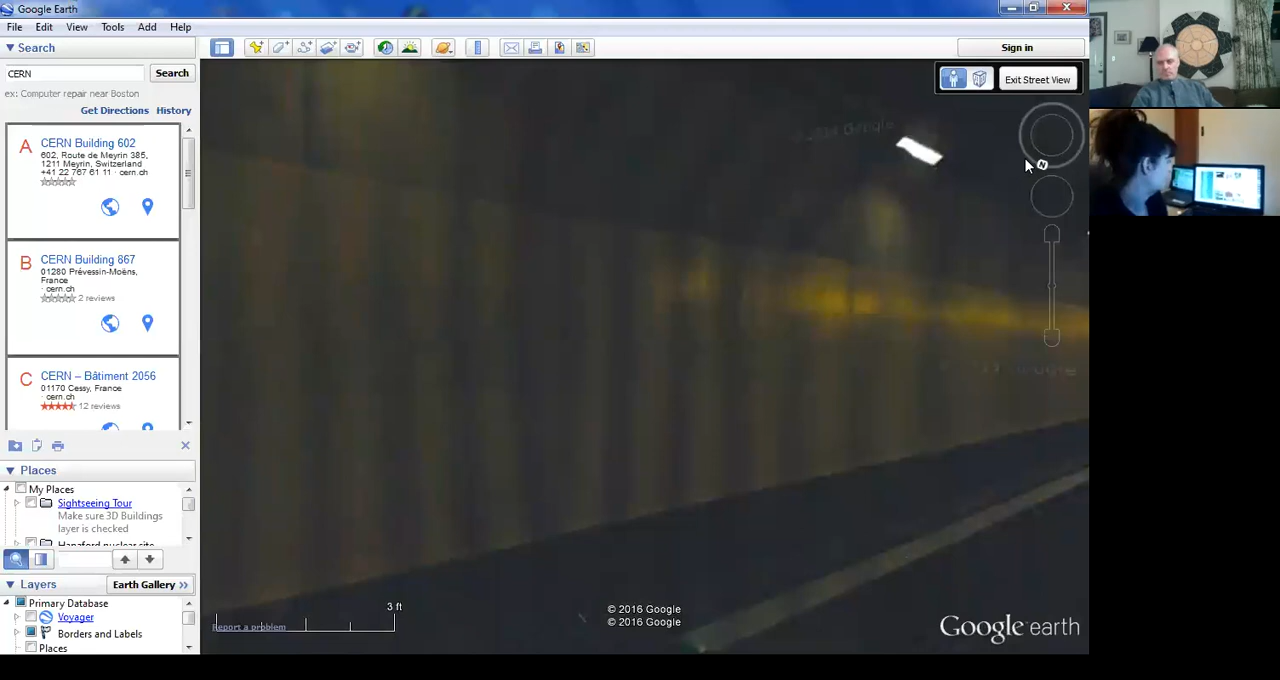 Google Earth
File Edit View Tools Add Help
Search
CERN
Search
ex: Computer repair near Boston
Get Directions History
A CERN Building 602
602, Route de Meyrin 385,
1211 Meyrin, Switzerland
+41 22 767 61 11 · cern.ch
B CERN Building 867
01280 Prévessin-Moëns,
France
· cern.ch
2 reviews
C CERN – Bâtiment 2056
01170 Cessy, France
· cern.ch
12 reviews
Places
My Places
Sightseeing Tour
Make sure 3D Buildings
layer is checked
Hanaford nuclear site
Layers
Earth Gallery »
Primary Database
Voyager
Borders and Labels
Places
Sign in
Exit Street View
N
Google
Google
3 ft
Report a problem
© 2016 Google
© 2016 Google
Google earth